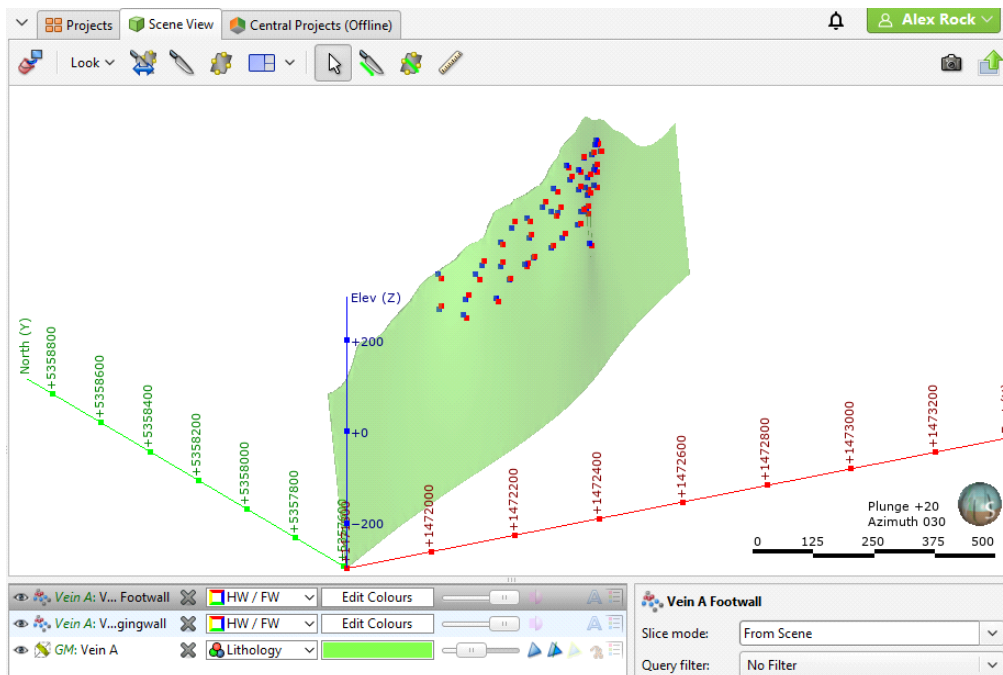 Projects
Scene View
Central Projects (Offline)
Alex Rock
Look
Elev (Z)
+200
+0
−200
North (Y)
+5358800
+5358600
+5358400
+5358200
+5358000
+5357800
+5357600
+1472000
+1472200
+1472400
+1472600
+1472800
+1473000
+1473200
Plunge +20
Azimuth 030
S
0 125 250 375 500
Vein A: V... Footwall HW / FW Edit Colours A
Vein A: V...gingwall HW / FW Edit Colours A
GM: Vein A Lithology
Vein A Footwall
Slice mode: From Scene
Query filter: No Filter